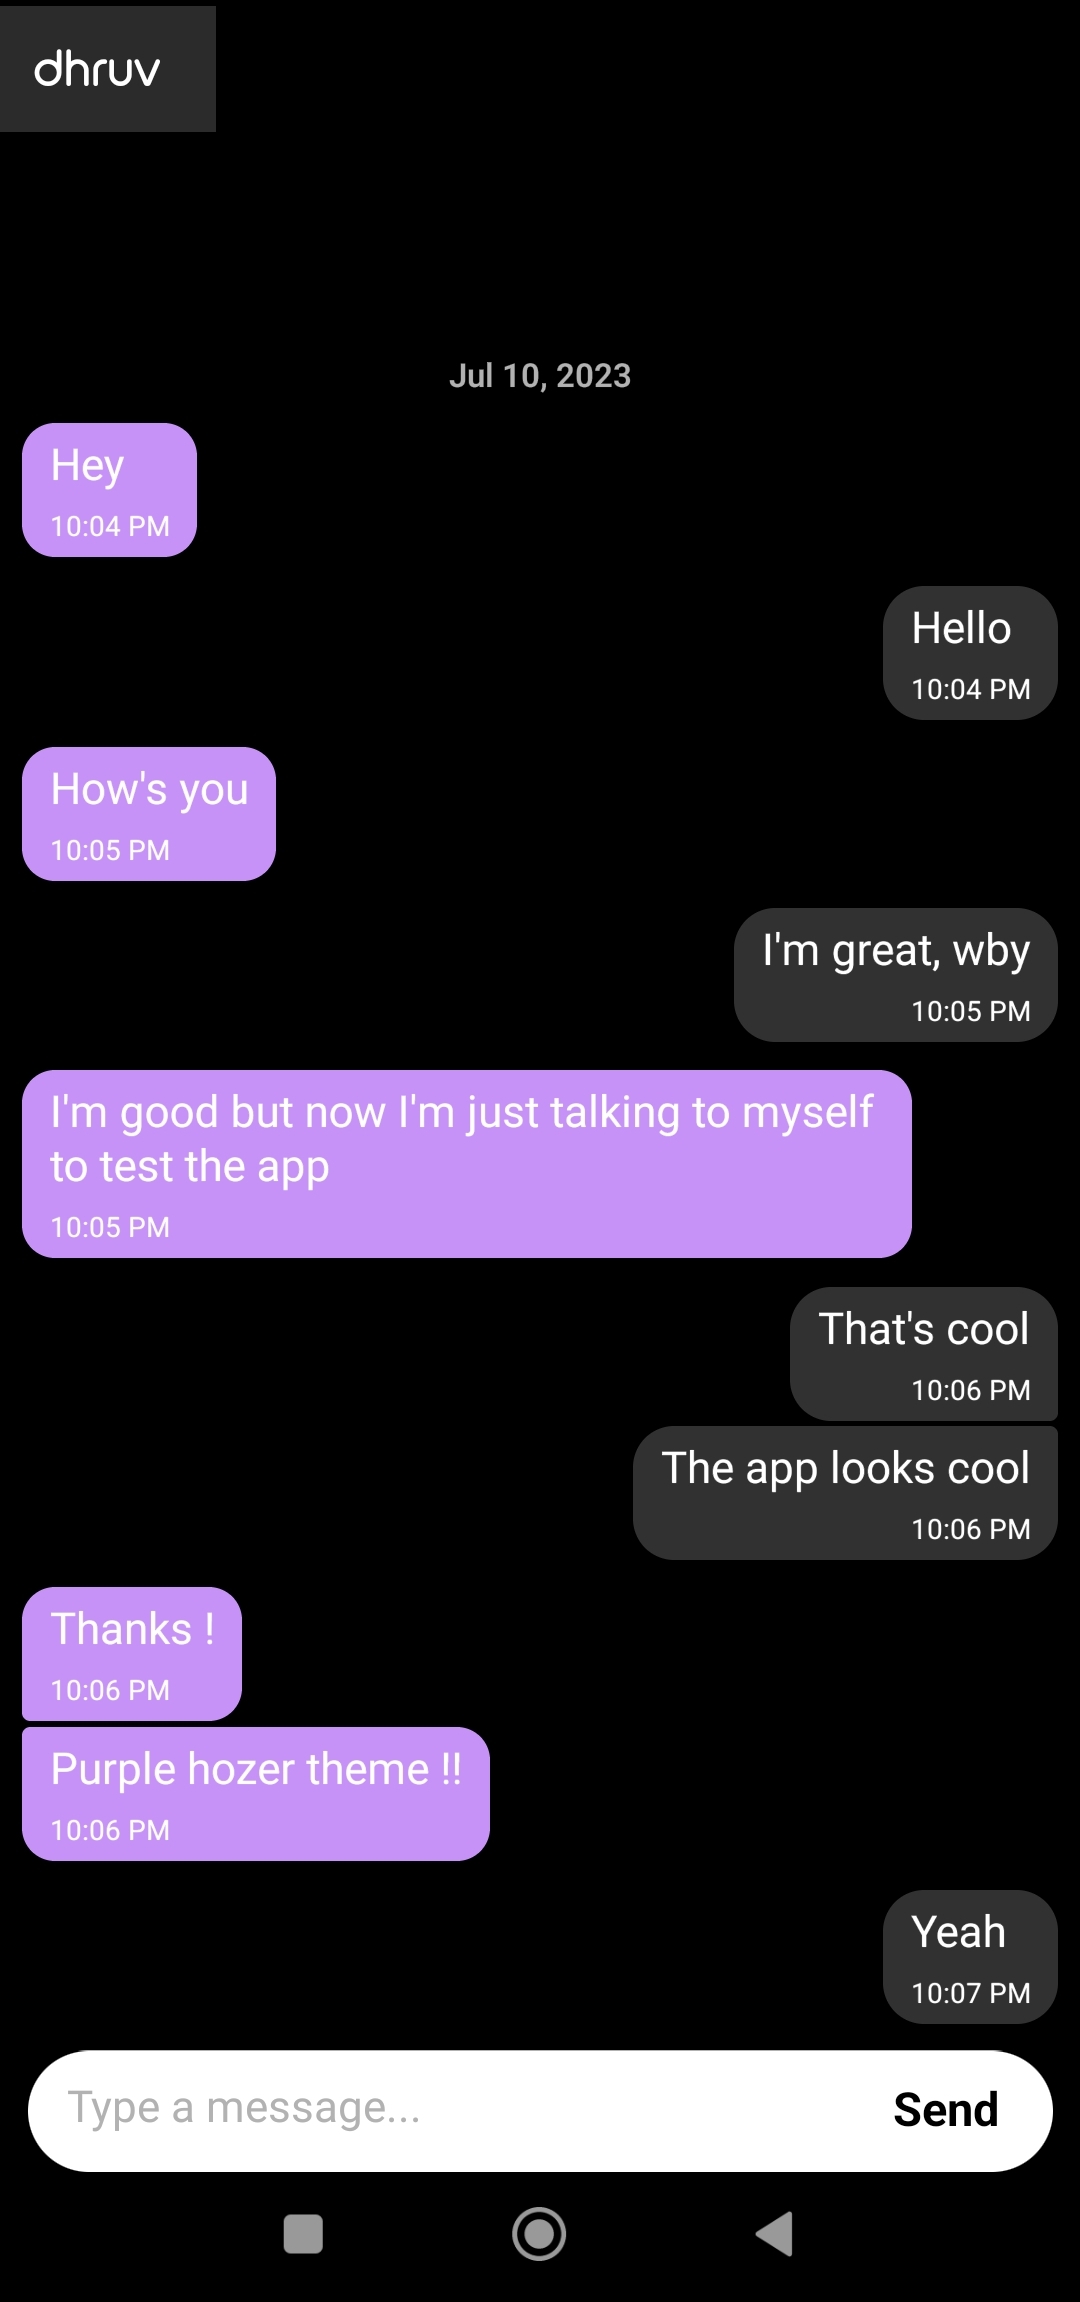 dhruv
Jul 10, 2023
Hey
10:04 PM
Hello
10:04 PM
How's you
10:05 PM
I'm great, wby
10:05 PM
I'm good but now I'm just talking to myself
to test the app
10:05 PM
That's cool
10:06 PM
The app looks cool
10:06 PM
Thanks !
10:06 PM
Purple hozer theme !!
10:06 PM
Yeah
10:07 PM
Type a message... Send